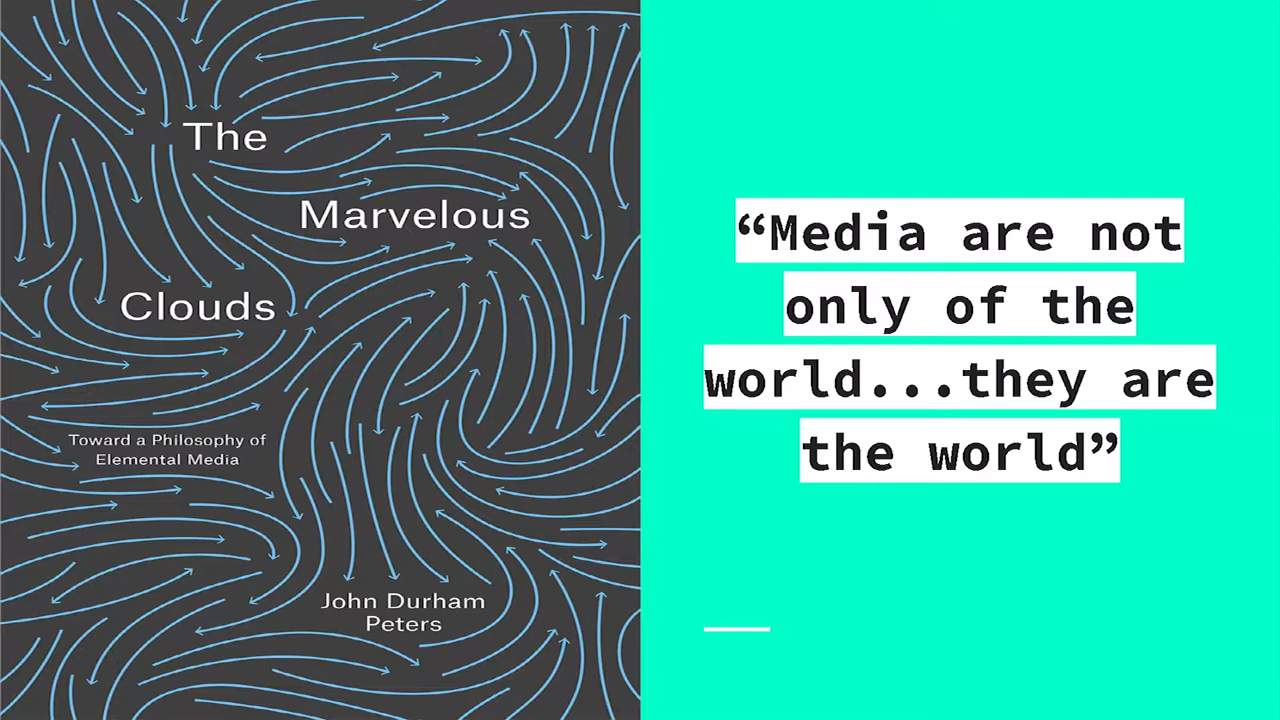 The
Marvelous
Clouds
Toward a Philosophy of
Elemental Media
John Durham
Peters
“Media are not
only of the
world...they are
the world”